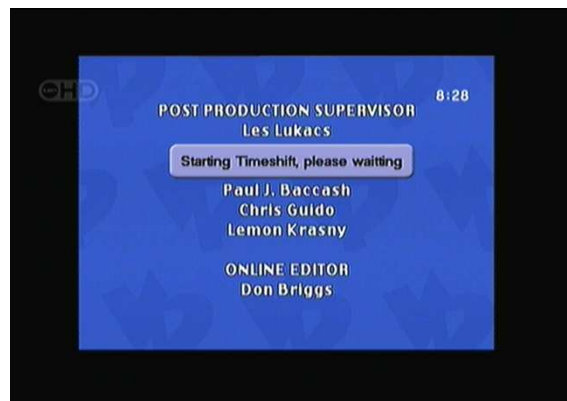 HD
8:28
POST PRODUCTION SUPERVISOR
Les Lukacs
Starting Timeshift, please waitting
Paul J. Baccash
Chris Guido
Lemon Krasny
ONLINE EDITOR
Don Briggs